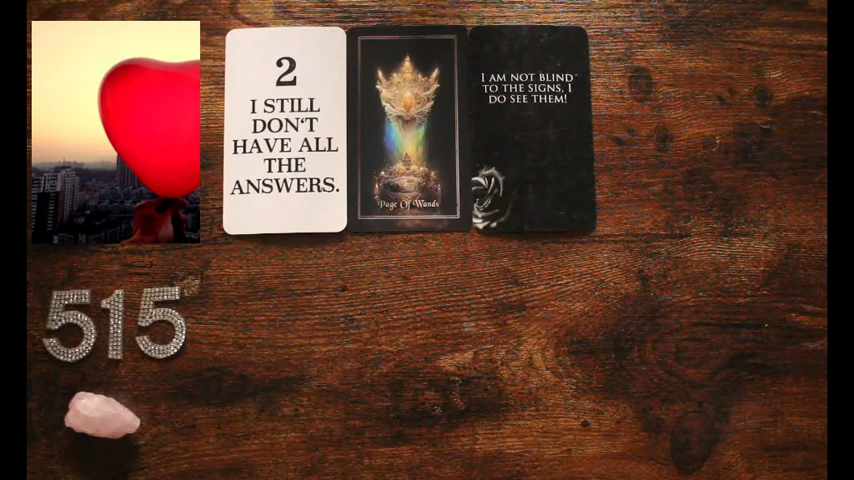 2
I STILL
DON'T
HAVE ALL
THE
ANSWERS.
Page Of Wands
I AM NOT BLIND
TO THE SIGNS, I
DO SEE THEM!
515